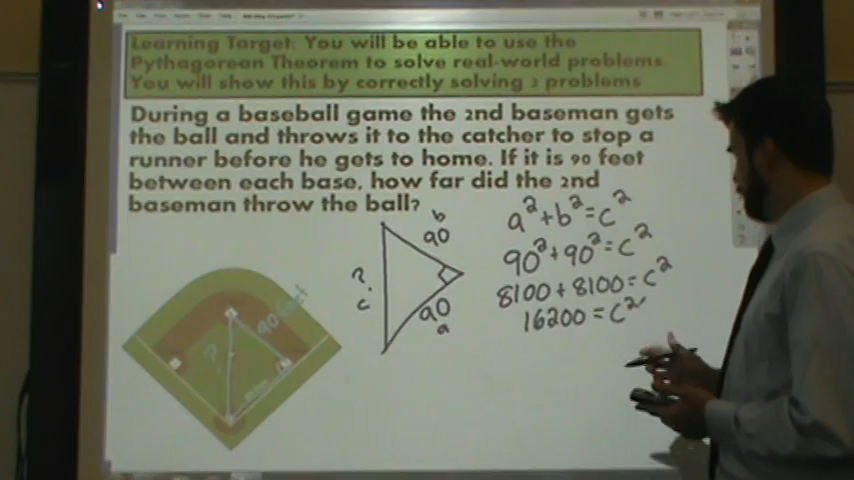 Learning Target: You will be able to use the
Pythagorean Theorem to solve real-world problems.
You will show this by correctly solving 3 problems
During a baseball game the 2nd baseman gets
the ball and throws it to the catcher to stop a
runner before he gets to home. If it is 90 feet
between each base, how far did the 2nd
baseman throw the ball?
b
90
?
c
90
a
a²+b²=c²
90²+90²=c²
8100+8100=c²
16200=c²
90 feet
?